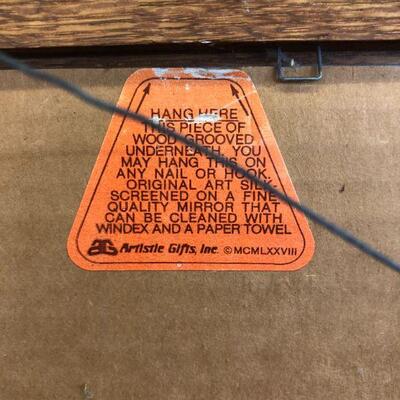 HANG HERE
THIS PIECE OF
WOOD GROOVED
UNDERNEATH. YOU
MAY HANG THIS ON
ANY NAIL OR HOOK.
ORIGINAL ART SILK
SCREENED ON A FINE
QUALITY MIRROR THAT
CAN BE CLEANED WITH
WINDEX AND A PAPER TOWEL
AG Artistic Gifts, Inc. © MCMLXXVIII